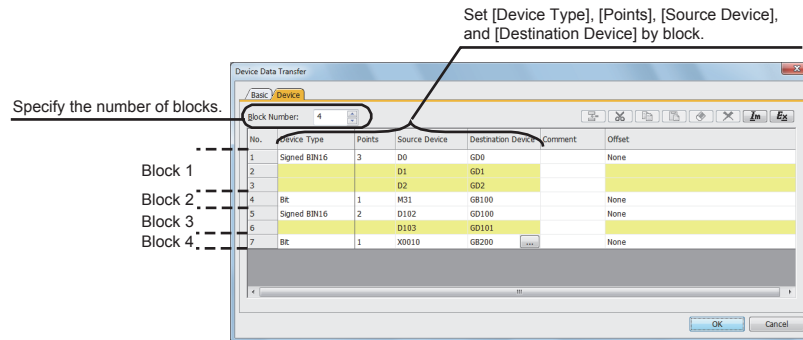 Set [Device Type], [Points], [Source Device],
and [Destination Device] by block.
Specify the number of blocks.
Device Data Transfer
Basic Device
Block Number: 4
Im Ex
No. Device Type Points Source Device Destination Device Comment Offset
Block 1
1 Signed BIN16 3 D0 GD0 None
2 D1 GD1
3 D2 GD2
Block 2
4 Bit 1 M31 GB100 None
Block 3
5 Signed BIN16 2 D102 GD100 None
6 D103 GD101
Block 4
7 Bit 1 X0010 GB200 ... None
OK Cancel